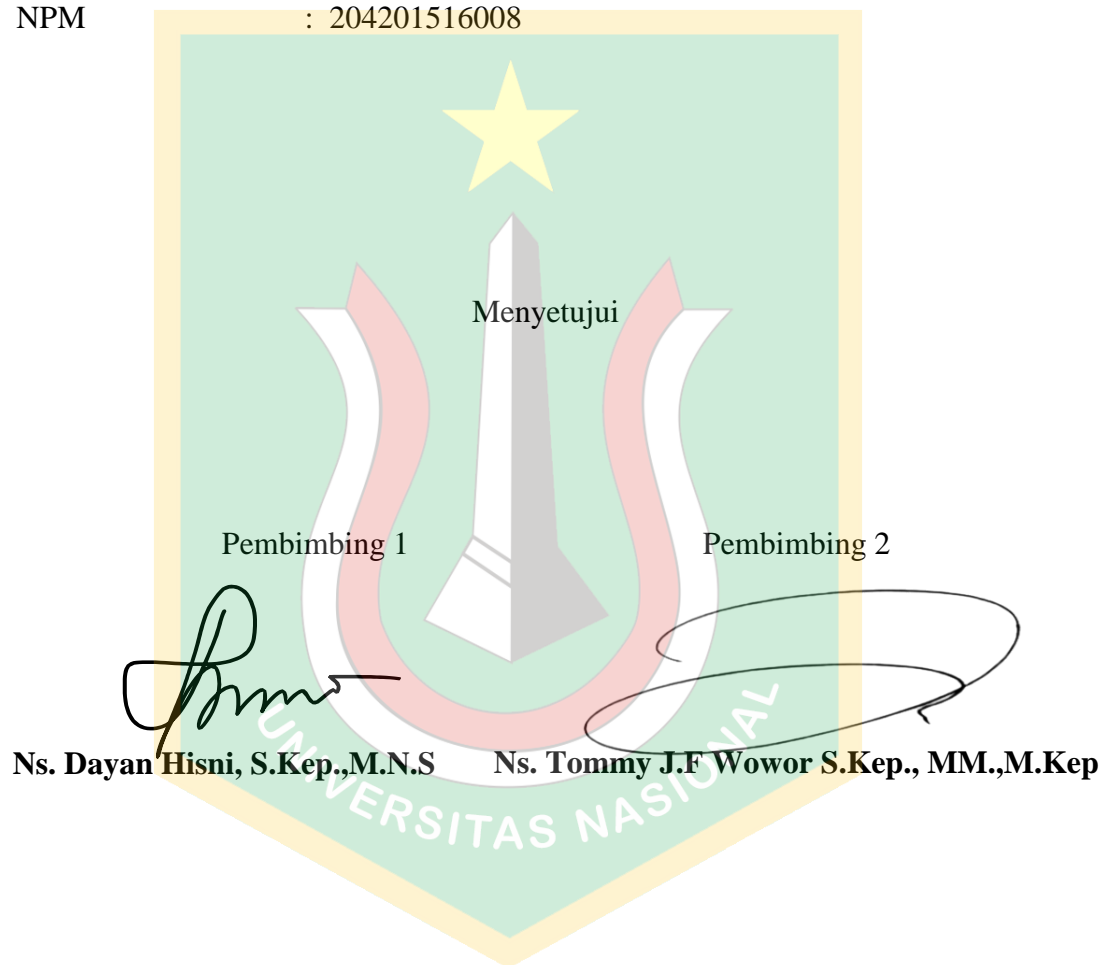 NPM : 204201516008
Menyetujui
Pembimbing 1 Pembimbing 2
Ns. Dayan Hisni, S.Kep.,M.N.S Ns. Tommy J.F Wowor S.Kep., MM.,M.Kep
UNIVERSITAS NASIONAL